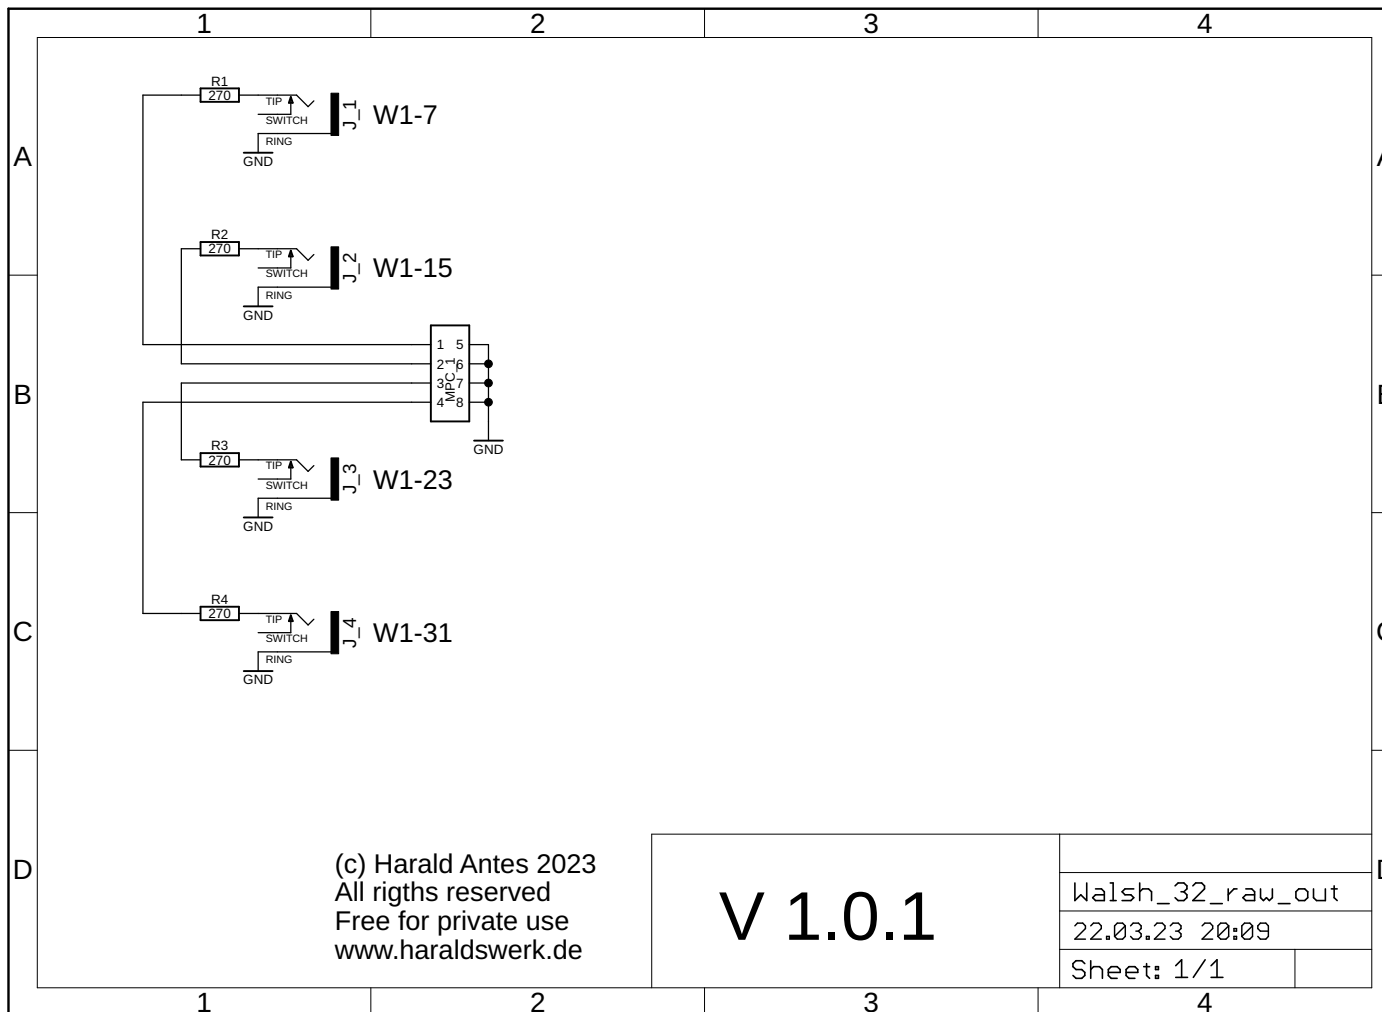 1 2 3 4
R1
270
TIP
SWITCH
RING
GND
J_1
W1-7
A
A
R2
270
TIP
SWITCH
RING
GND
J_2
W1-15
1 5
2 6
3 7
4 8
MPC_1
GND
B
B
R3
270
TIP
SWITCH
RING
GND
J_3
W1-23
R4
270
TIP
SWITCH
RING
GND
J_4
W1-31
C
C
D
D
(c) Harald Antes 2023
All rigths reserved
Free for private use
www.haraldswerk.de
V 1.0.1
Walsh_32_raw_out
22.03.23 20:09
Sheet: 1/1
1 2 3 4